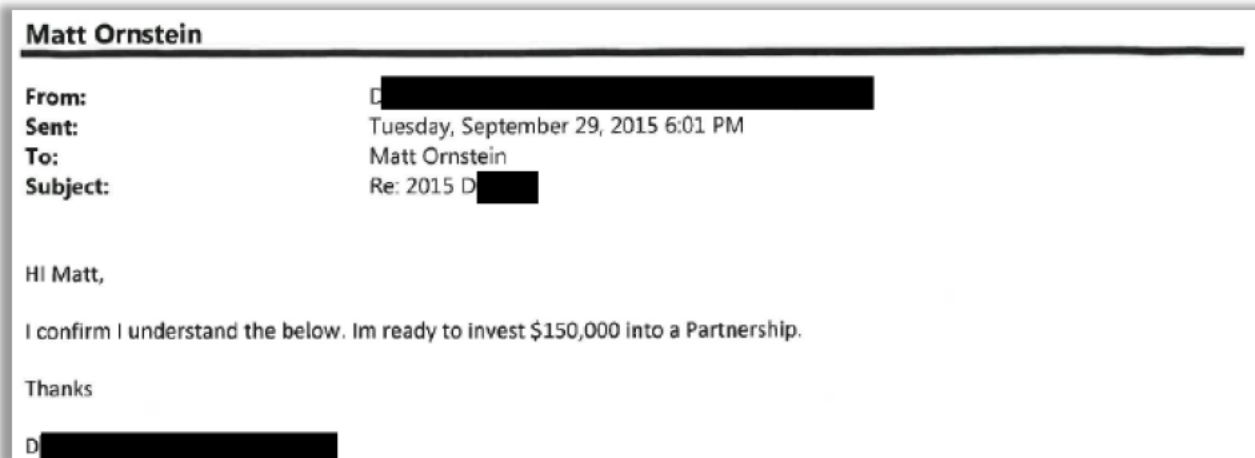 Matt Ornstein
From: D
Sent: Tuesday, September 29, 2015 6:01 PM
To: Matt Ornstein
Subject: Re: 2015 D
HI Matt,
I confirm I understand the below. Im ready to invest $150,000 into a Partnership.
Thanks
D